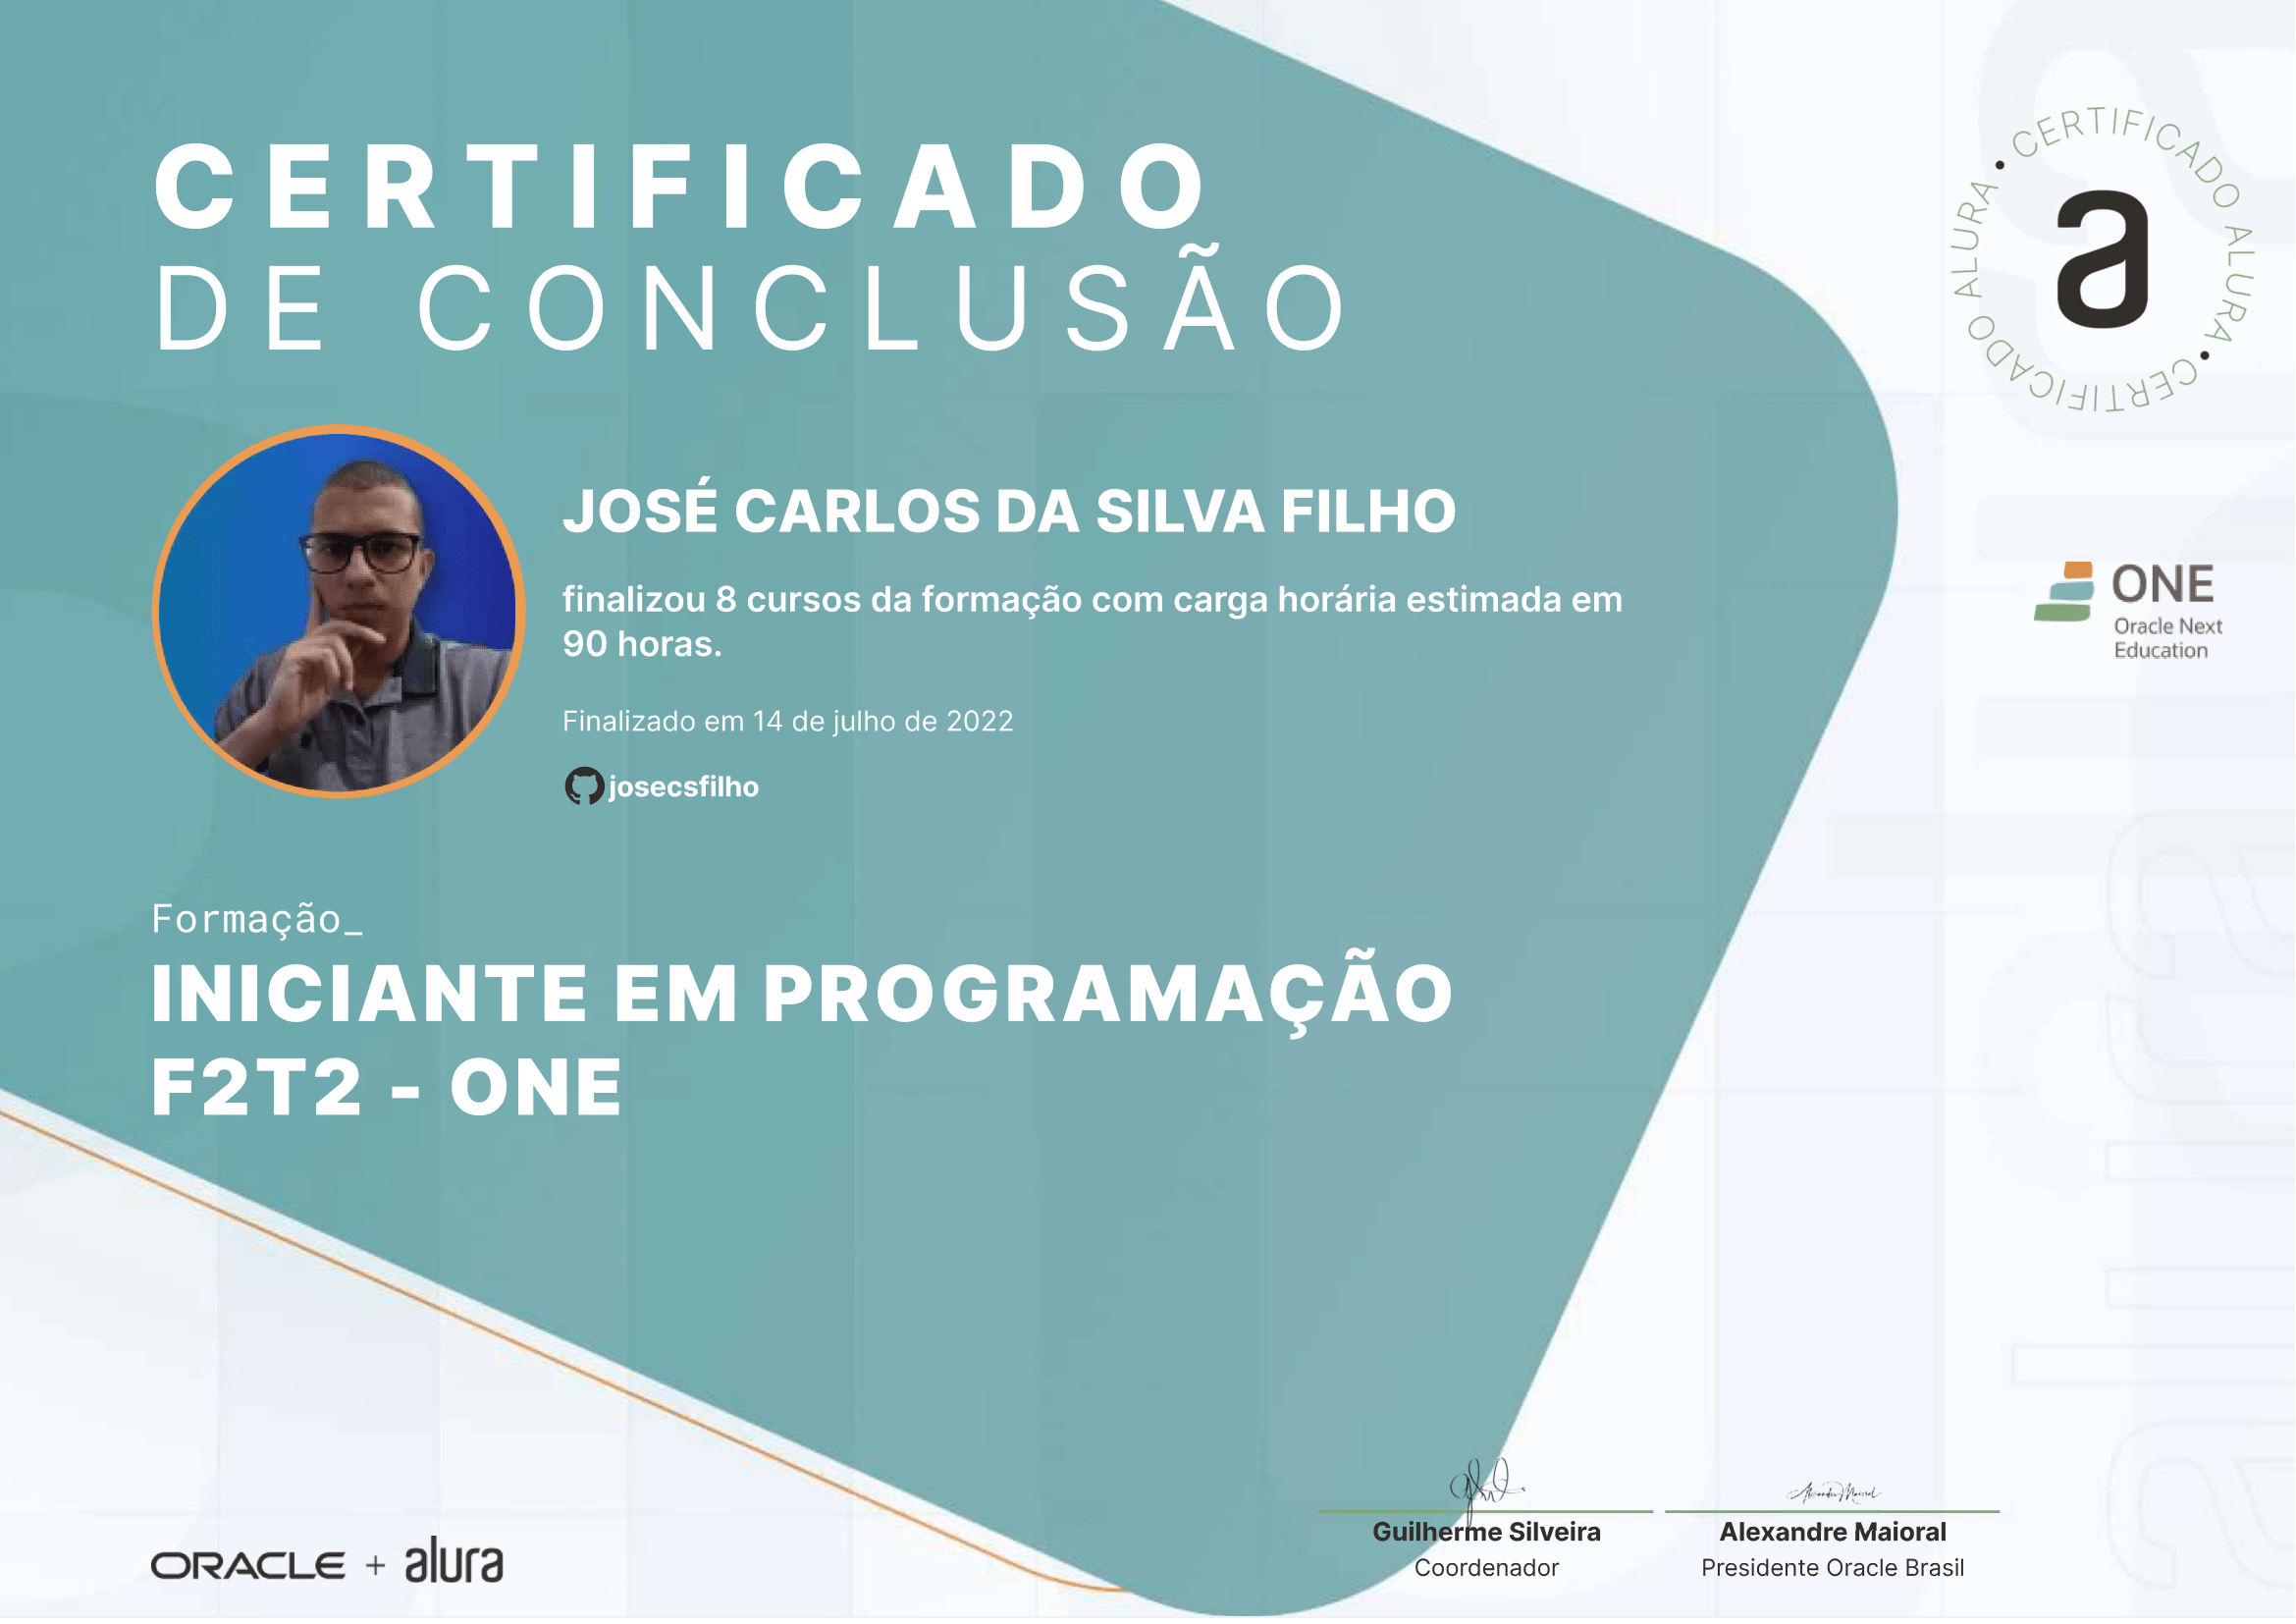 CERTIFICADO
DE CONCLUSÃO
CERTIFICADO ALURA • CERTIFICADO ALURA •
a
JOSÉ CARLOS DA SILVA FILHO
finalizou 8 cursos da formação com carga horária estimada em
90 horas.
Finalizado em 14 de julho de 2022
josecsfilho
ONE
Oracle Next
Education
Formação_
INICIANTE EM PROGRAMAÇÃO
F2T2 - ONE
Guilherme Silveira
Coordenador
Alexandre Maioral
Presidente Oracle Brasil
ORACLE + alura